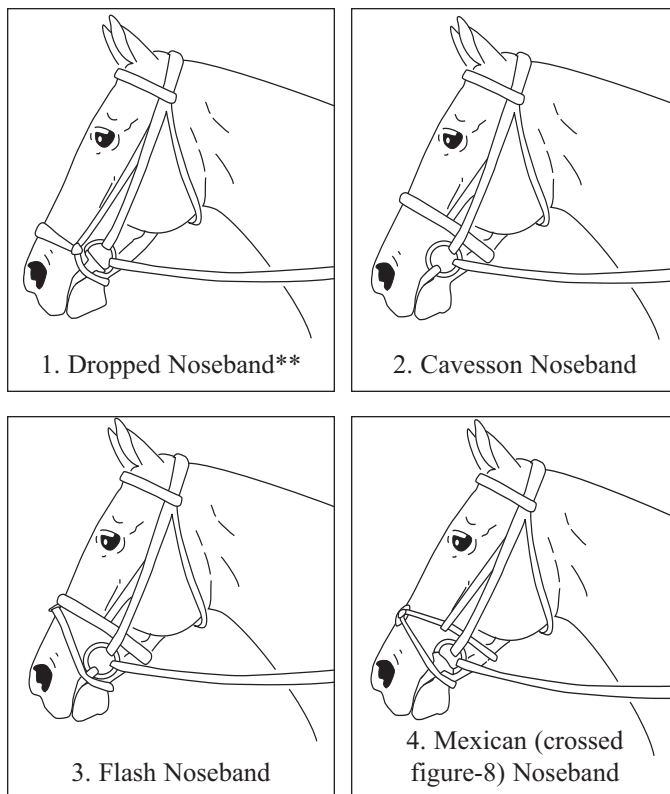 1. Dropped Noseband**
2. Cavesson Noseband
3. Flash Noseband
4. Mexican (crossed
figure-8) Noseband